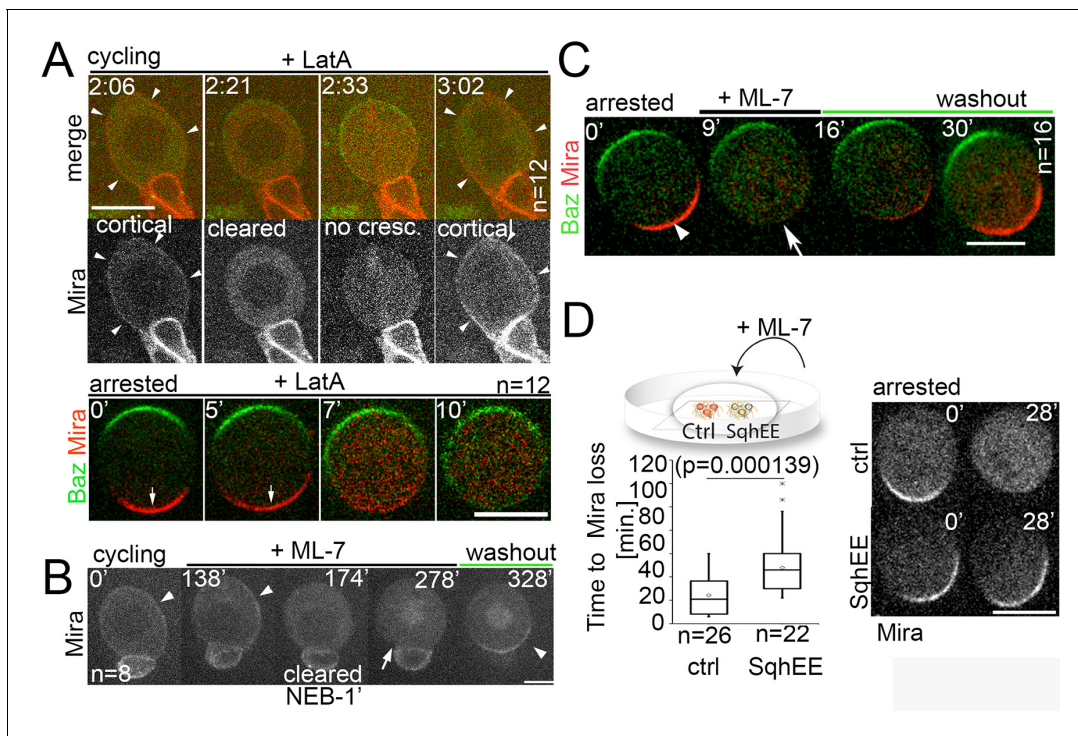 A
cycling
+ LatA
2:06
2:21
2:33
3:02
merge
n=12
cortical
cleared
no cresc.
cortical
Mira
arrested
+ LatA
n=12
0'
5'
7'
10'
Baz Mira
B
cycling
+ ML-7
washout
0'
138'
174'
278'
328'
Mira
n=8
cleared
NEB-1'
C
arrested
+ ML-7
washout
0'
9'
16'
30'
n=16
Baz Mira
D
+ ML-7
Ctrl SqhEE
(p=0.000139)
Time to Mira loss
[min.]
120
100
80
60
40
20
0
n=26
n=22
ctrl
SqhEE
arrested
ctrl
0'
28'
SqhEE
0'
28'
Mira